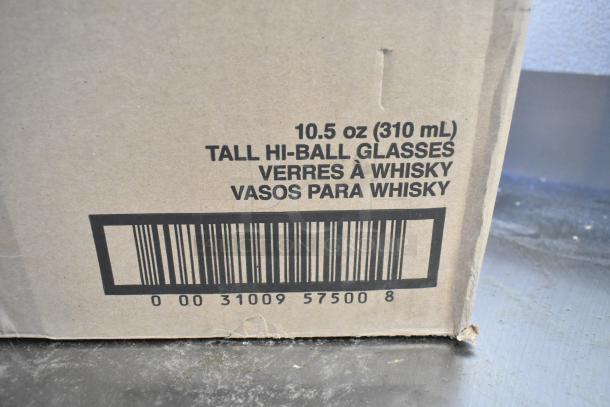 10.5 oz (310 mL)
TALL HI-BALL GLASSES
VERRES À WHISKY
VASOS PARA WHISKY
0 00 31009 57500 8